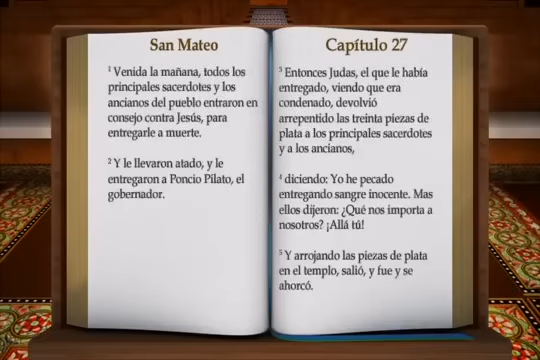 San Mateo
¹ Venida la mañana, todos los
principales sacerdotes y los
ancianos del pueblo entraron en
consejo contra Jesús, para
entregarle a muerte.
² Y le llevaron atado, y le
entregaron a Poncio Pilato, el
gobernador.
Capítulo 27
³ Entonces Judas, el que le había
entregado, viendo que era
condenado, devolvió
arrepentido las treinta piezas de
plata a los principales sacerdotes
y a los ancianos,
⁴ diciendo: Yo he pecado
entregando sangre inocente. Mas
ellos dijeron: ¿Qué nos importa a
nosotros? ¡Allá tú!
⁵ Y arrojando las piezas de plata
en el templo, salió, y fue y se
ahorcó.